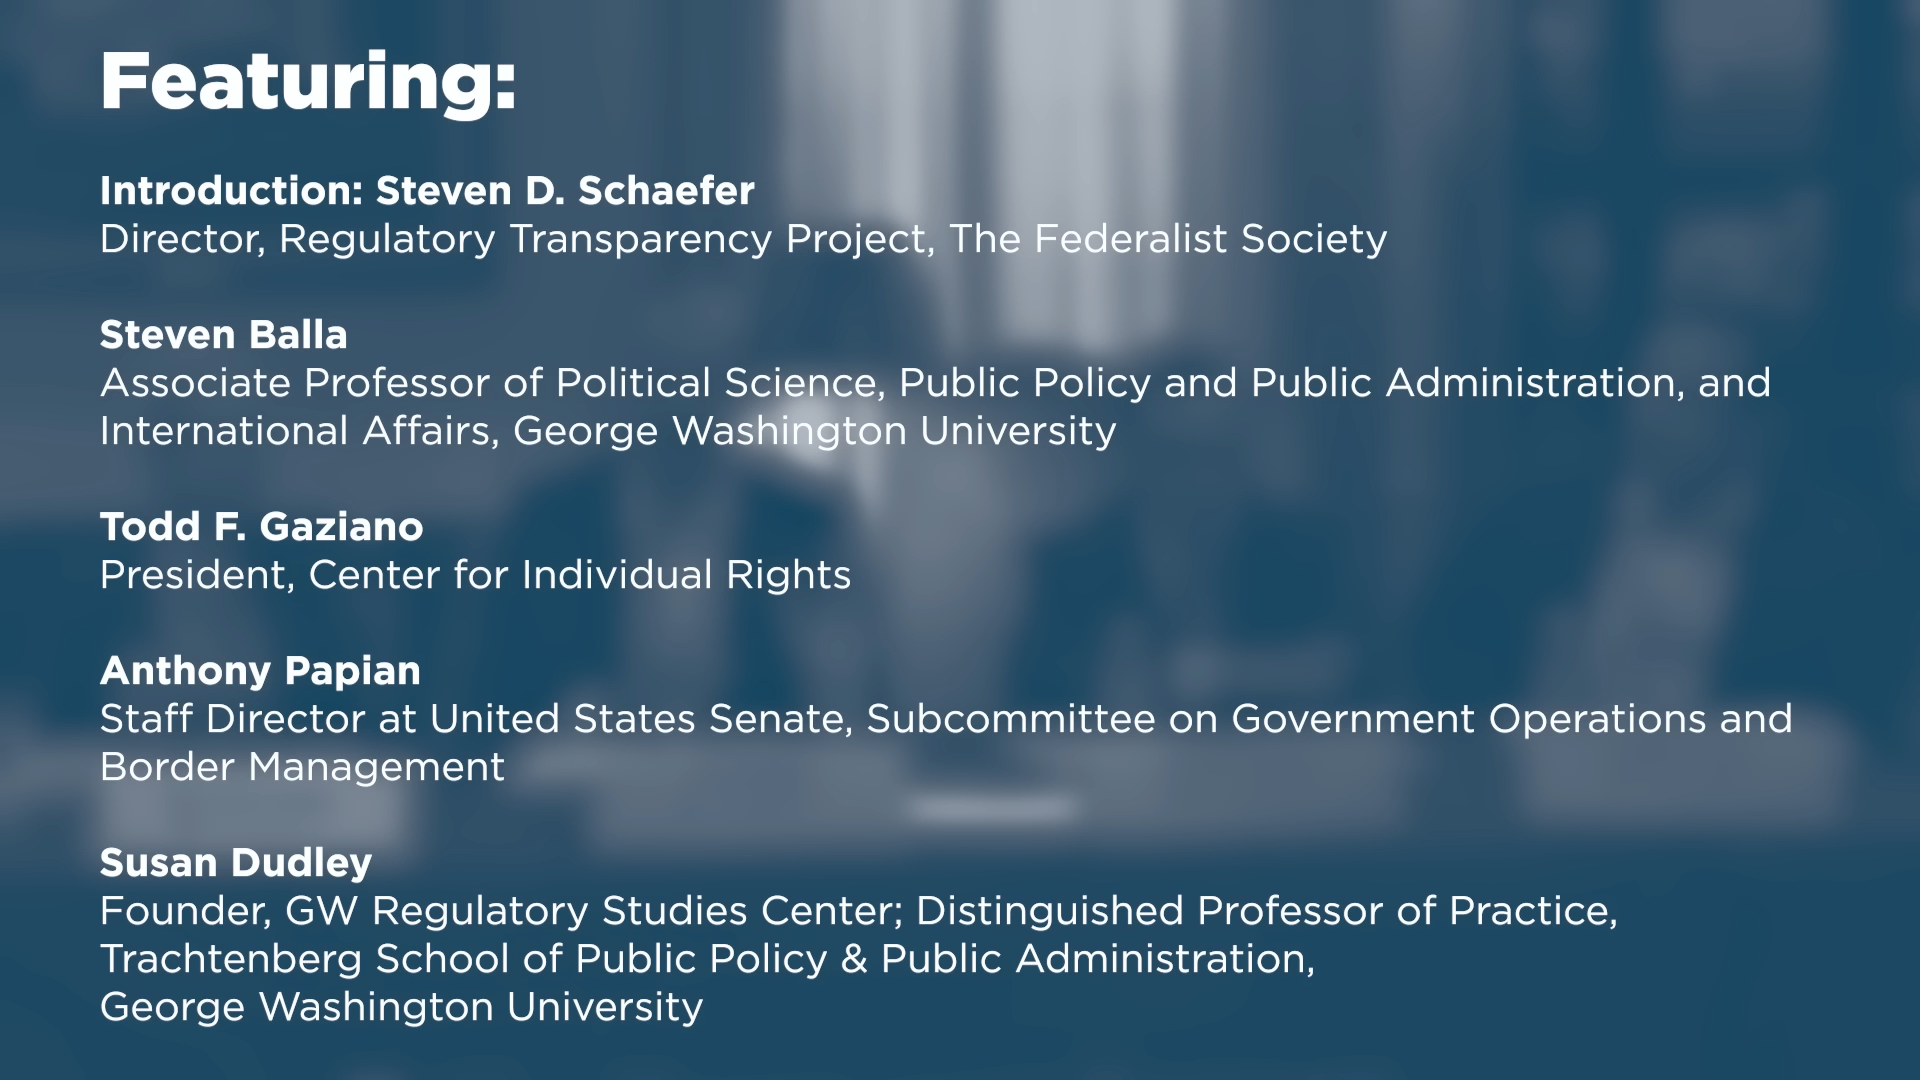 Featuring:
Introduction: Steven D. Schaefer
Director, Regulatory Transparency Project, The Federalist Society
Steven Balla
Associate Professor of Political Science, Public Policy and Public Administration, and
International Affairs, George Washington University
Todd F. Gaziano
President, Center for Individual Rights
Anthony Papian
Staff Director at United States Senate, Subcommittee on Government Operations and
Border Management
Susan Dudley
Founder, GW Regulatory Studies Center; Distinguished Professor of Practice,
Trachtenberg School of Public Policy & Public Administration,
George Washington University